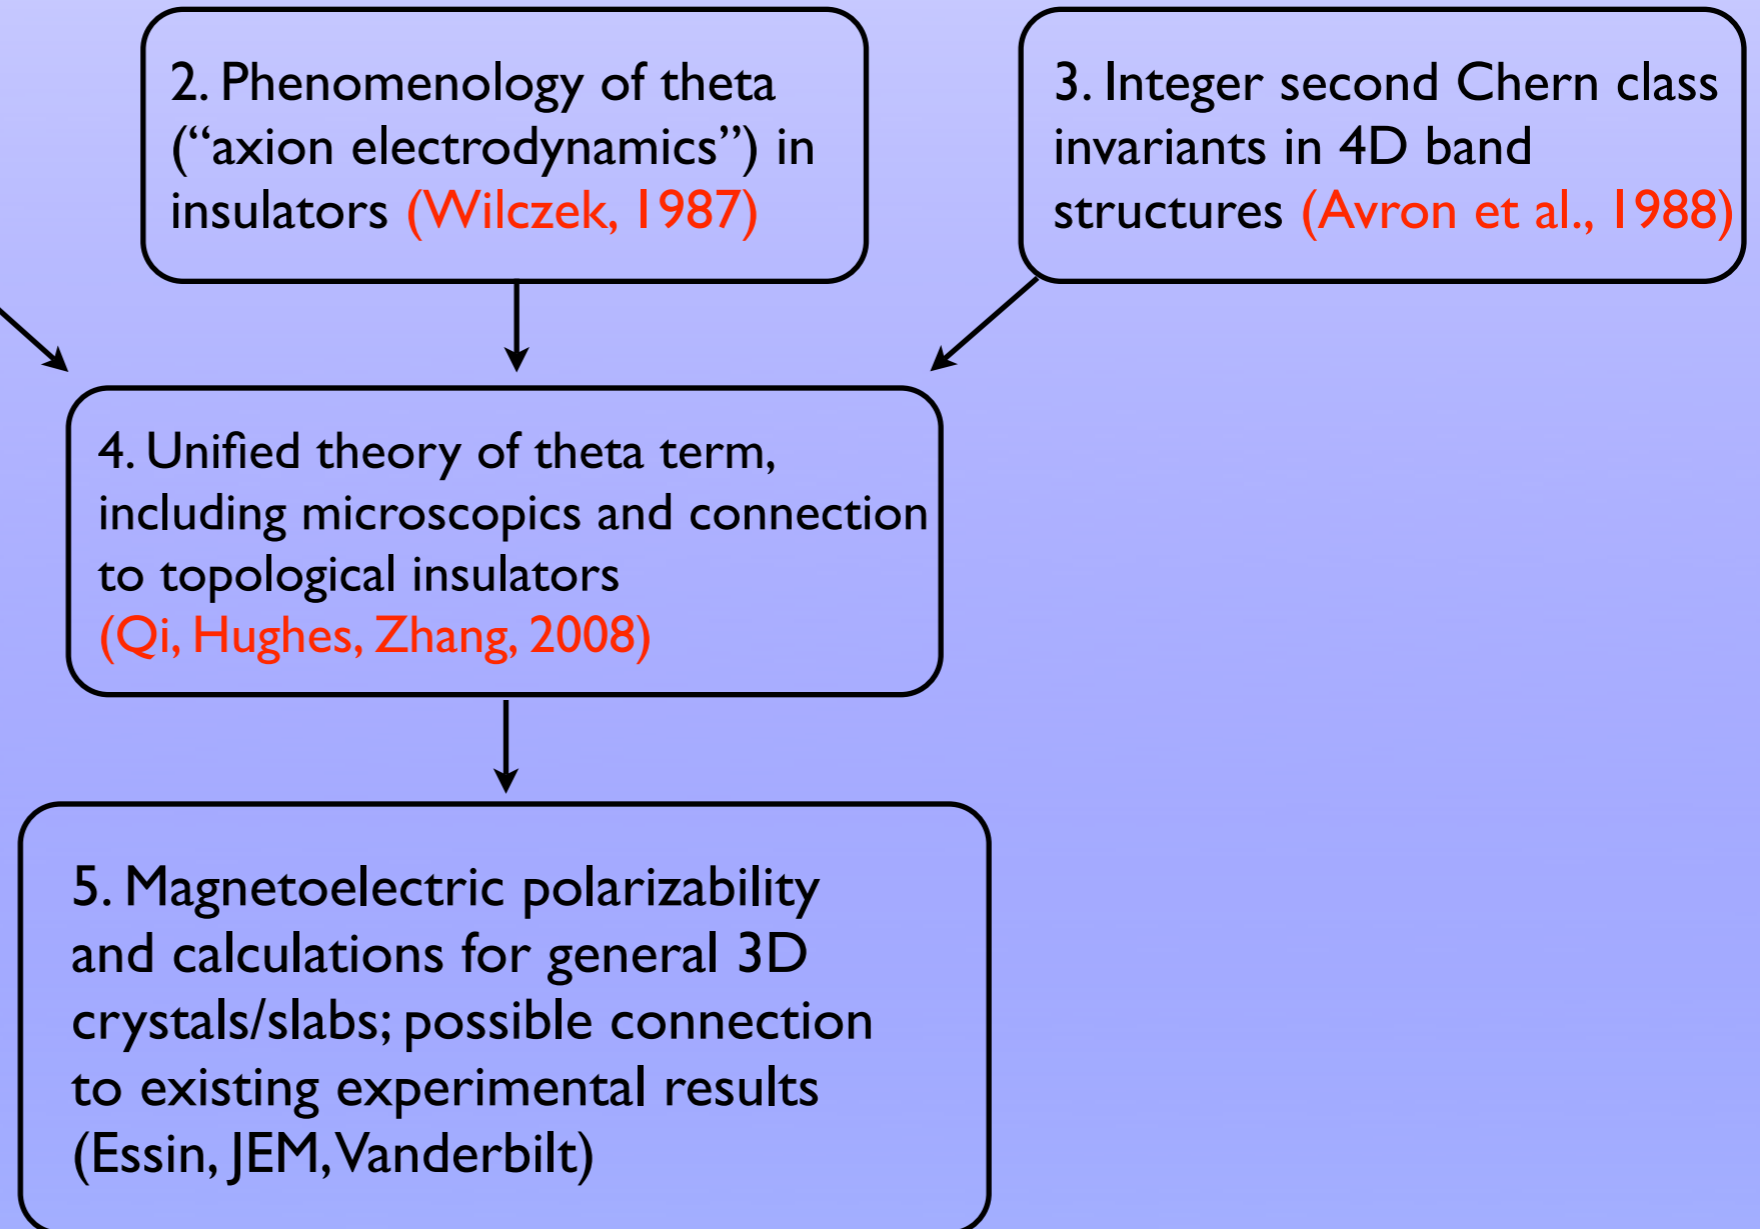 2. Phenomenology of theta
(“axion electrodynamics”) in
insulators (Wilczek, 1987)
3. Integer second Chern class
invariants in 4D band
structures (Avron et al., 1988)
4. Unified theory of theta term,
including microscopics and connection
to topological insulators
(Qi, Hughes, Zhang, 2008)
5. Magnetoelectric polarizability
and calculations for general 3D
crystals/slabs; possible connection
to existing experimental results
(Essin, JEM, Vanderbilt)